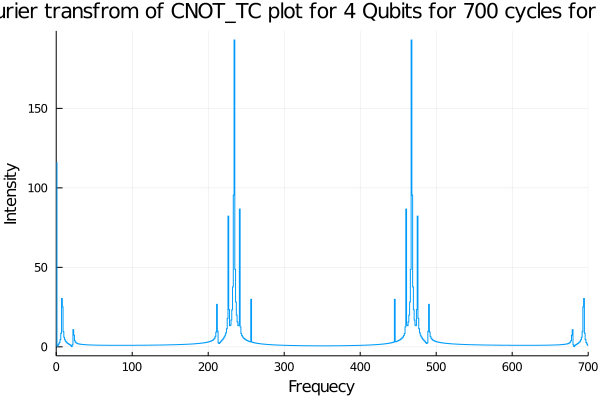 urier transfrom of CNOT_TC plot for 4 Qubits for 700 cycles for
150
100
50
0
Intensity
0 100 200 300 400 500 600 700
Frequecy